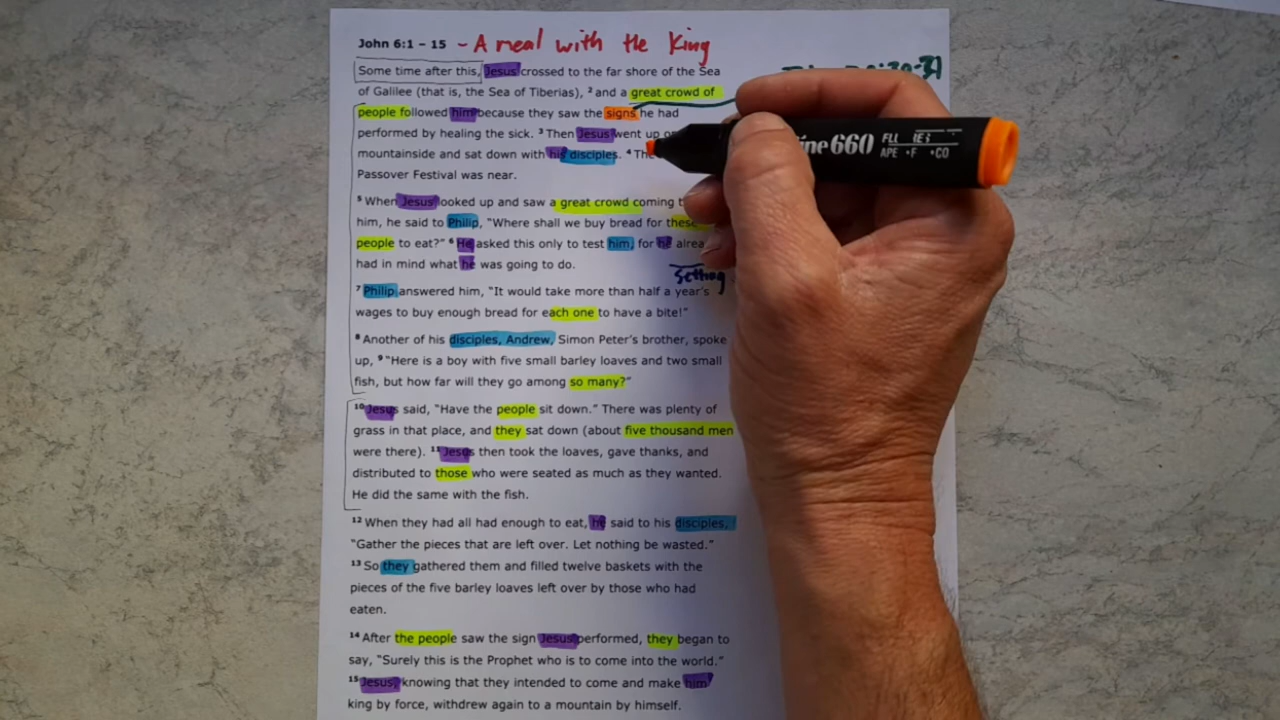 John 6:1 – 15 - A meal with the King
Some time after this, Jesus crossed to the far shore of the Sea
of Galilee (that is, the Sea of Tiberias), ² and a great crowd of
people followed him because they saw the signs he had
performed by healing the sick. ³ Then Jesus went up
mountainside and sat down with his disciples. ⁴
Passover Festival was near.
⁵ When Jesus looked up and saw a great crowd coming
him, he said to Philip, “Where shall we buy bread for these
people to eat?” ⁶ He asked this only to test him, for he
had in mind what he was going to do.
Setting
⁷ Philip answered him, “It would take more than half a year’s
wages to buy enough bread for each one to have a bite!”
⁸ Another of his disciples, Andrew, Simon Peter’s brother, spoke
up, ⁹ “Here is a boy with five small barley loaves and two small
fish, but how far will they go among so many?”
¹⁰ Jesus said, “Have the people sit down.” There was plenty of
grass in that place, and they sat down (about five thousand men
were there). ¹¹ Jesus then took the loaves, gave thanks, and
distributed to those who were seated as much as they wanted.
He did the same with the fish.
¹² When they had all had enough to eat, he said to his disciples,
“Gather the pieces that are left over. Let nothing be wasted.”
¹³ So they gathered them and filled twelve baskets with the
pieces of the five barley loaves left over by those who had
eaten.
¹⁴ After the people saw the sign Jesus performed, they began to
say, “Surely this is the Prophet who is to come into the world.”
¹⁵ Jesus, knowing that they intended to come and make him
king by force, withdrew again to a mountain by himself.
660